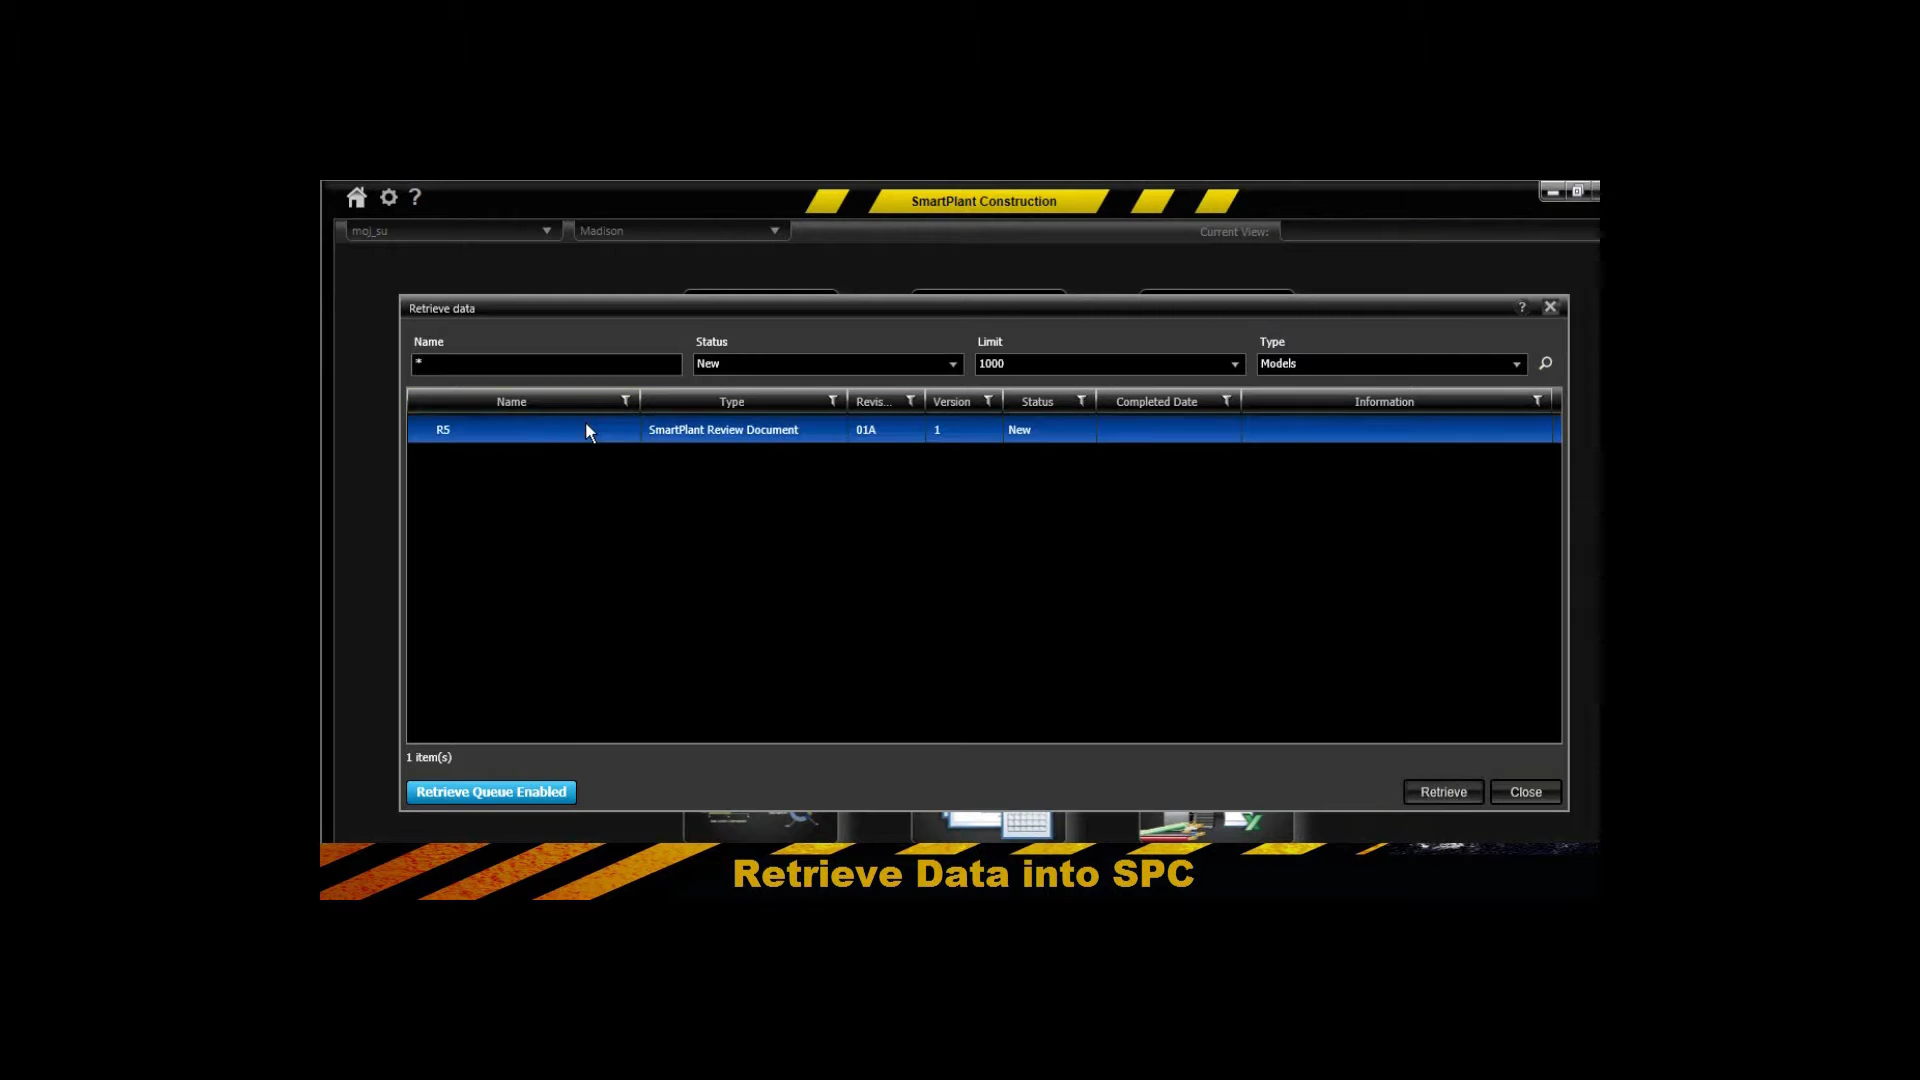 ?
SmartPlant Construction
moj_su
Madison
Current View:
Retrieve data
?
Name
Status
Limit
Type
*
New
1000
Models
Name
Type
Revis...
Version
Status
Completed Date
Information
R5
SmartPlant Review Document
01A
1
New
1 item(s)
Retrieve Queue Enabled
Retrieve
Close
Retrieve Data into SPC